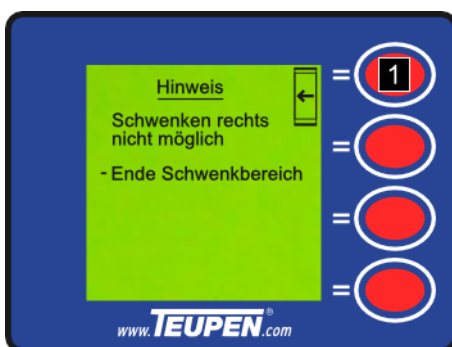 1
Hinweis
←
Schwenken rechts
nicht möglich
- Ende Schwenkbereich
=
=
=
=
www.TEUPEN®.com